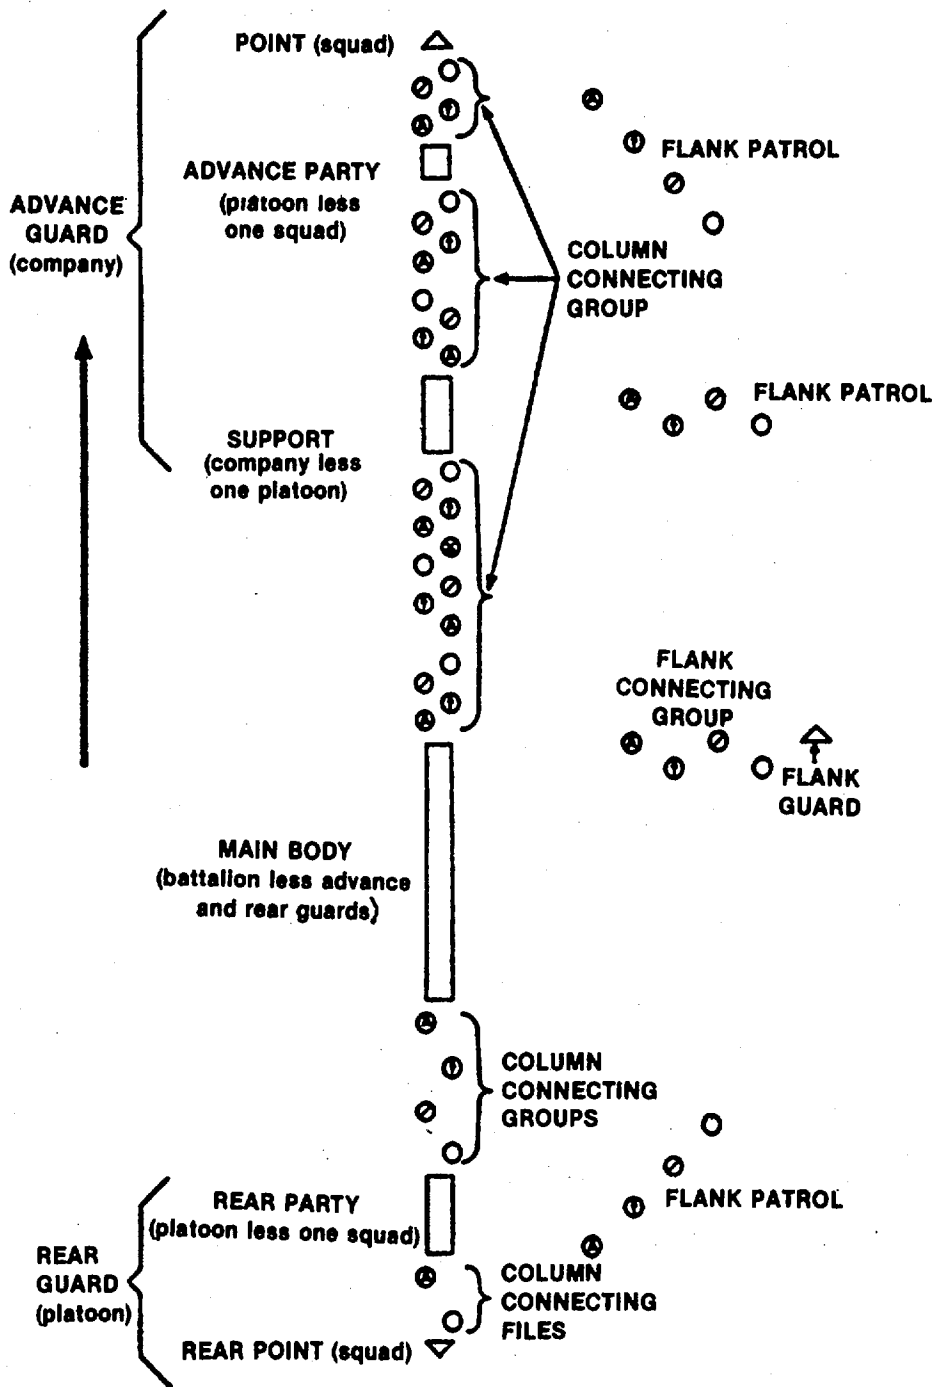 POINT (squad)
FLANK PATROL
ADVANCE PARTY
(platoon less
one squad)
ADVANCE
GUARD
(company)
COLUMN
CONNECTING
GROUP
FLANK PATROL
SUPPORT
(company less
one platoon)
FLANK
CONNECTING
GROUP
FLANK
GUARD
MAIN BODY
(battalion less advance
and rear guards)
COLUMN
CONNECTING
GROUPS
REAR PARTY
(platoon less one squad)
FLANK PATROL
REAR
GUARD
(platoon)
COLUMN
CONNECTING
FILES
REAR POINT (squad)